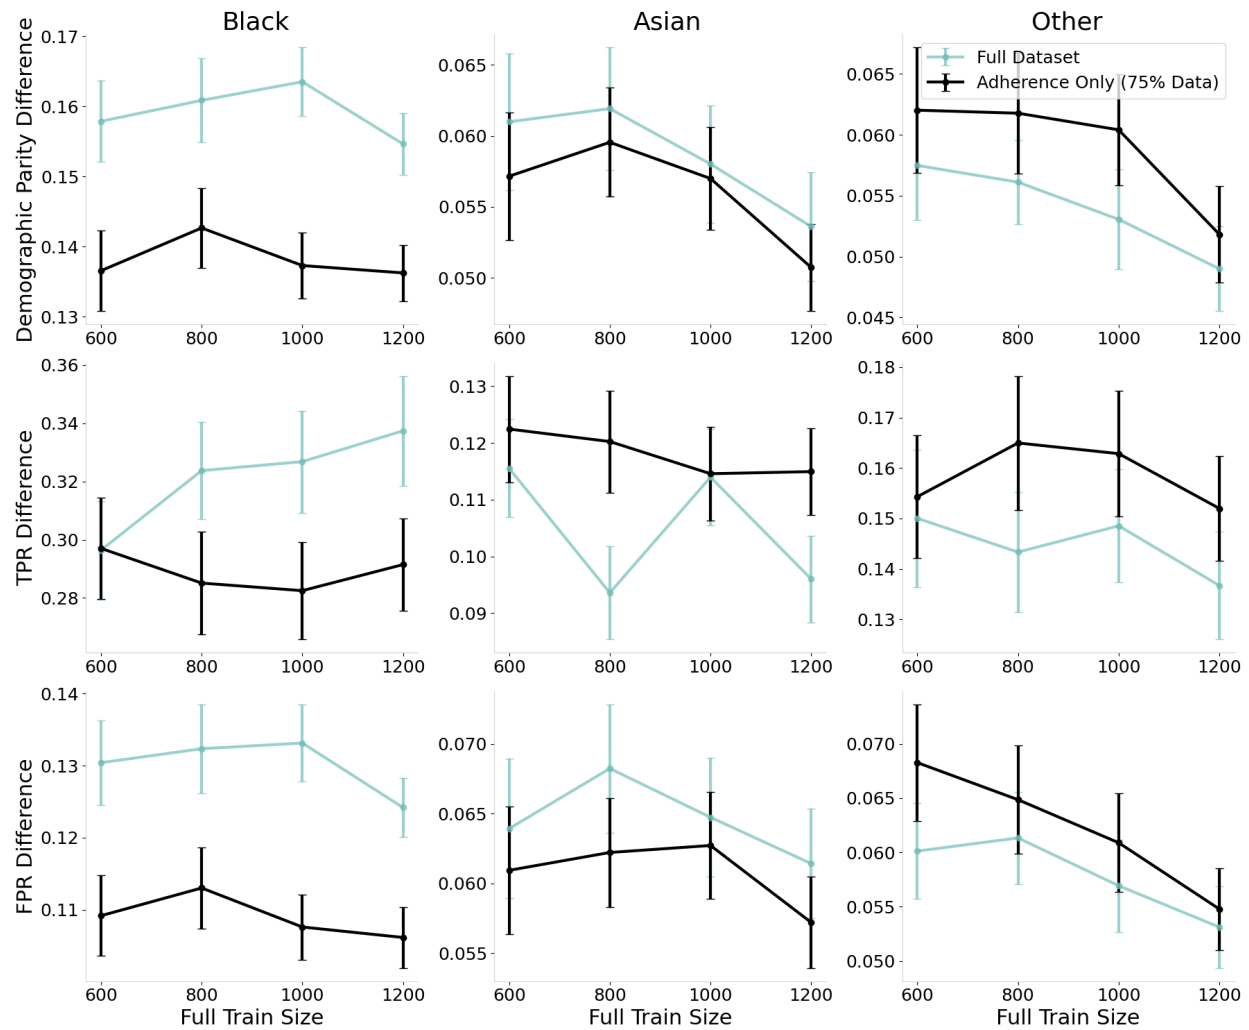 Black
Asian
Other
Demographic Parity Difference
0.17
0.16
0.15
0.14
0.13
600 800 1000 1200
0.065
0.060
0.055
0.050
600 800 1000 1200
Full Dataset
Adherence Only (75% Data)
0.065
0.060
0.055
0.050
0.045
600 800 1000 1200
TPR Difference
0.36
0.34
0.32
0.30
0.28
600 800 1000 1200
0.13
0.12
0.11
0.10
0.09
600 800 1000 1200
0.18
0.17
0.16
0.15
0.14
0.13
600 800 1000 1200
FPR Difference
0.14
0.13
0.12
0.11
600 800 1000 1200
Full Train Size
0.070
0.065
0.060
0.055
600 800 1000 1200
Full Train Size
0.070
0.065
0.060
0.055
0.050
600 800 1000 1200
Full Train Size